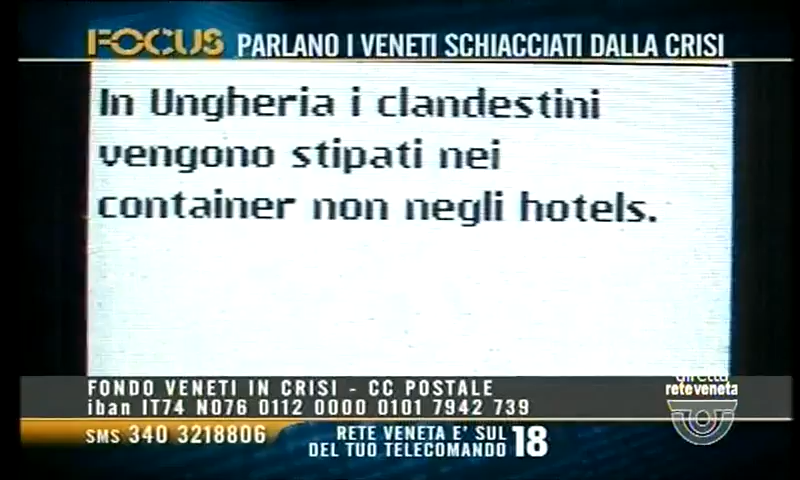 FOCUS PARLANO I VENETI SCHIACCIATI DALLA CRISI
In Ungheria i clandestini
vengono stipati nei
container non negli hotels.
FONDO VENETI IN CRISI - CC POSTALE
iban IT74 N076 0112 0000 0101 7942 739
diretta
reteveneta
SMS 340 3218806
RETE VENETA E' SUL
DEL TUO TELECOMANDO 18